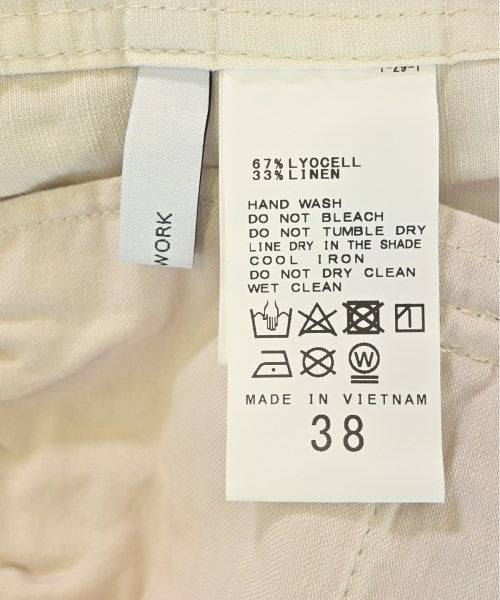 67% LYOCELL
33% LINEN
HAND WASH
DO NOT BLEACH
DO NOT TUMBLE DRY
LINE DRY IN THE SHADE
COOL IRON
DO NOT DRY CLEAN
WET CLEAN
W
MADE IN VIETNAM
38
WORK